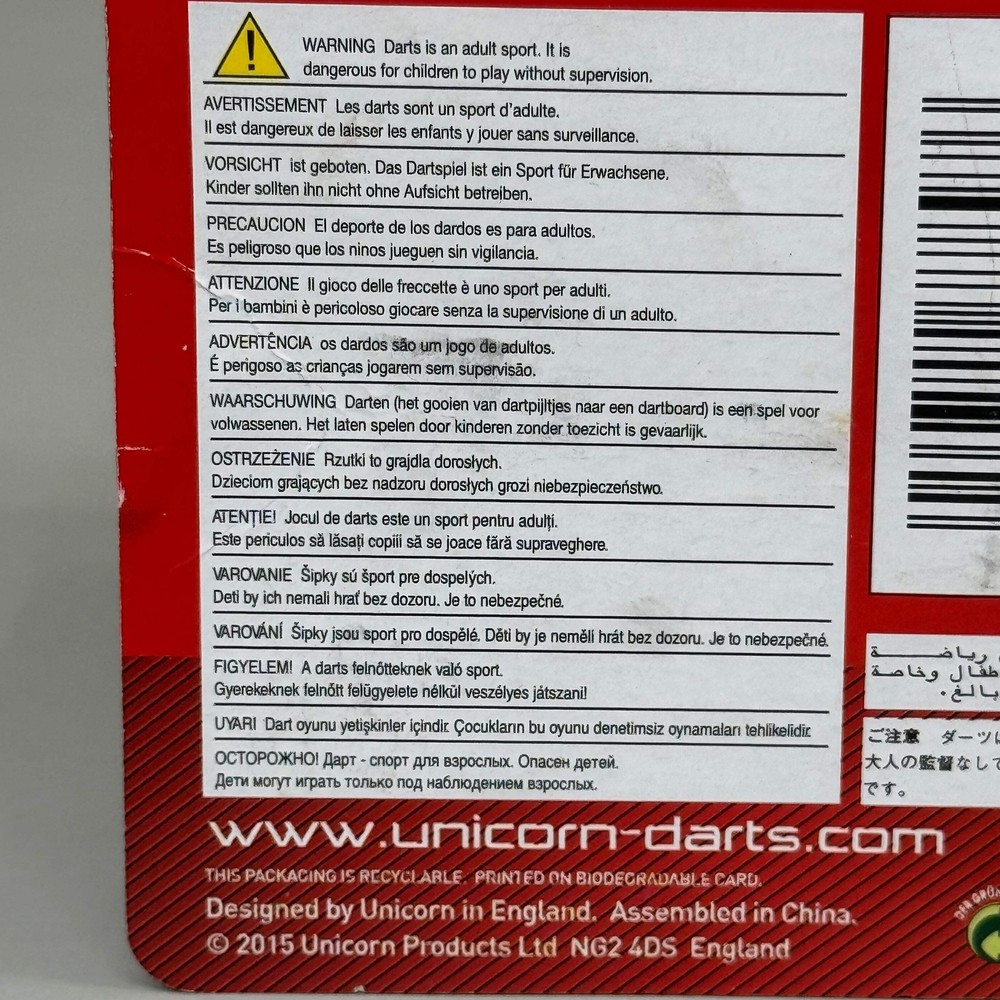 WARNING Darts is an adult sport. It is
dangerous for children to play without supervision.
AVERTISSEMENT Les darts sont un sport d'adulte.
Il est dangereux de laisser les enfants y jouer sans surveillance.
VORSICHT ist geboten. Das Dartspiel ist ein Sport für Erwachsene.
Kinder sollten ihn nicht ohne Aufsicht betreiben.
PRECAUCION El deporte de los dardos es para adultos.
Es peligroso que los ninos jueguen sin vigilancia.
ATTENZIONE Il gioco delle freccette è uno sport per adulti.
Per i bambini è pericoloso giocare senza la supervisione di un adulto.
ADVERTÊNCIA os dardos são um jogo de adultos.
É perigoso as crianças jogarem sem supervisão.
WAARSCHUWING Darten (het gooien van dartpijltjes naar een dartboard) is een spel voor
volwassenen. Het laten spelen door kinderen zonder toezicht is gevaarlijk.
OSTRZEŻENIE Rzutki to grajdla dorosłych.
Dzieciom grających bez nadzoru dorosłych grozi niebezpieczeństwo.
ATENȚIE! Jocul de darts este un sport pentru adulți.
Este periculos să lăsați copiii să se joace fără supraveghere.
VAROVANIE Šipky sú šport pre dospelých.
Deti by ich nemali hrať bez dozoru. Je to nebezpečné.
VAROVÁNÍ Šipky jsou sport pro dospělé. Děti by je neměli hrát bez dozoru. Je to nebezpečné.
FIGYELEM! A darts felnőtteknek való sport.
Gyerekeknek felnőtt felügyelete nélkül veszélyes játszani!
UYARI Dart oyunu yetişkinler içindir. Çocukların bu oyunu denetimsiz oynamaları tehlikelidir.
ОСТОРОЖНО! Дарт - спорт для взрослых. Опасен детей.
Дети могут играть только под наблюдением взрослых.
رياضة
وخاصة
بالغ.
ご注意 ダーツ
大人の監督なして
です。
www.unicorn-darts.com
THIS PACKAGING IS RECYCLABLE. PRINTED ON BIODEGRADABLE CARD.
Designed by Unicorn in England. Assembled in China.
© 2015 Unicorn Products Ltd NG2 4DS England
DER GRÜN